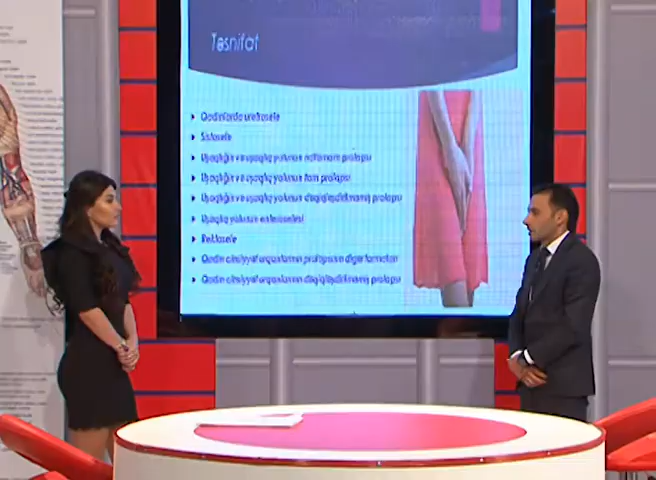 Təsnifat
Qadınlarda uretrosele
Sistosele
Uşaqlığın və uşaqlıq yolunun natamam prolapsı
Uşaqlığın və uşaqlıq yolunun tam prolapsı
Uşaqlığın və uşaqlıq yolunun dəqiqləşdirilməmiş prolapsı
Uşaqlıq yolunun enteroselesi
Rektosele
Qadın cinsiyyət orqanlarının prolapsının digər formaları
Qadın cinsiyyət orqanlarının dəqiqləşdirilməmiş prolapsı